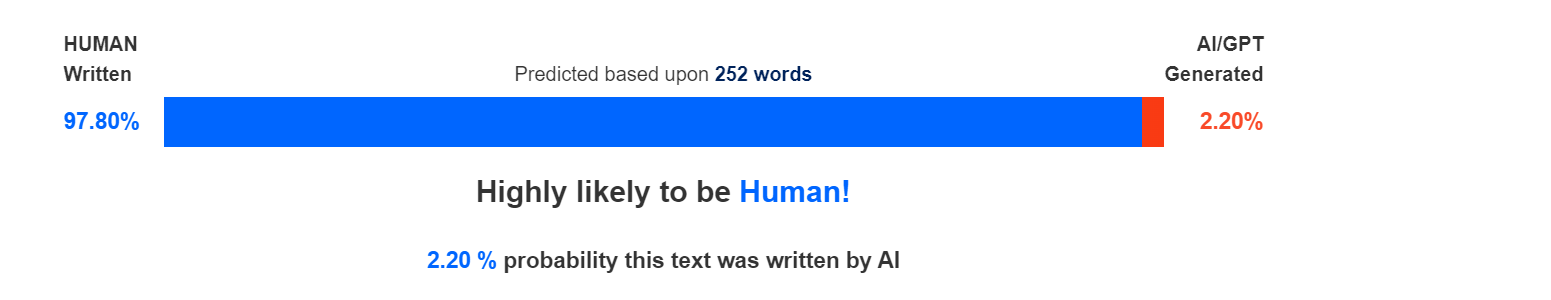 HUMAN
Written
AI/GPT
Generated
Predicted based upon 252 words
97.80%
2.20%
Highly likely to be Human!
2.20 % probability this text was written by AI